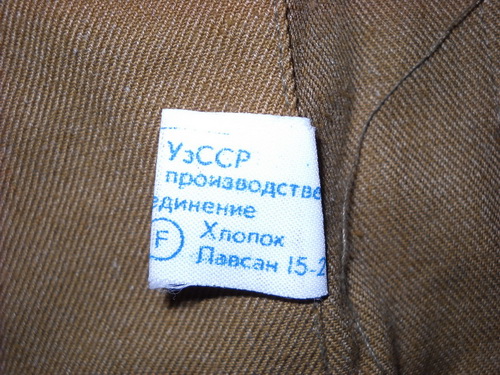 УзССР
производстве
единение
F Хлопок
Лавсан 15-2